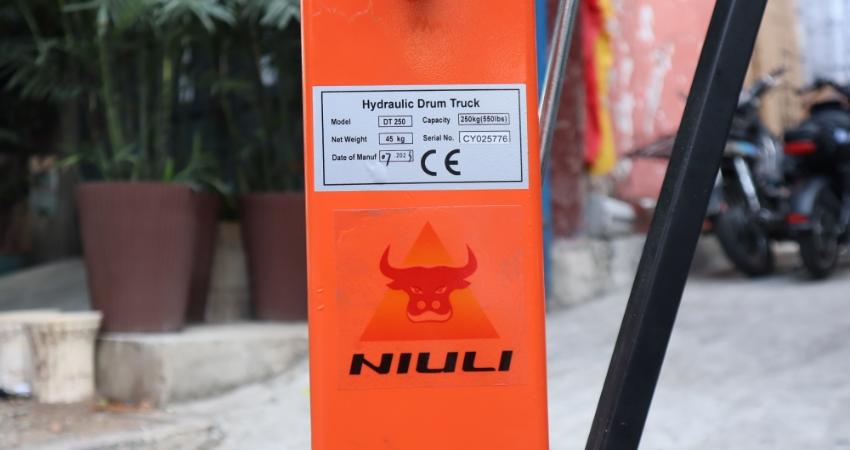 Hydraulic Drum Truck
Model DT 250 Capacity 250kg(550lbs)
Net Weight 45 kg Serial No. CY025776
Date of Manuf CE
NIULI